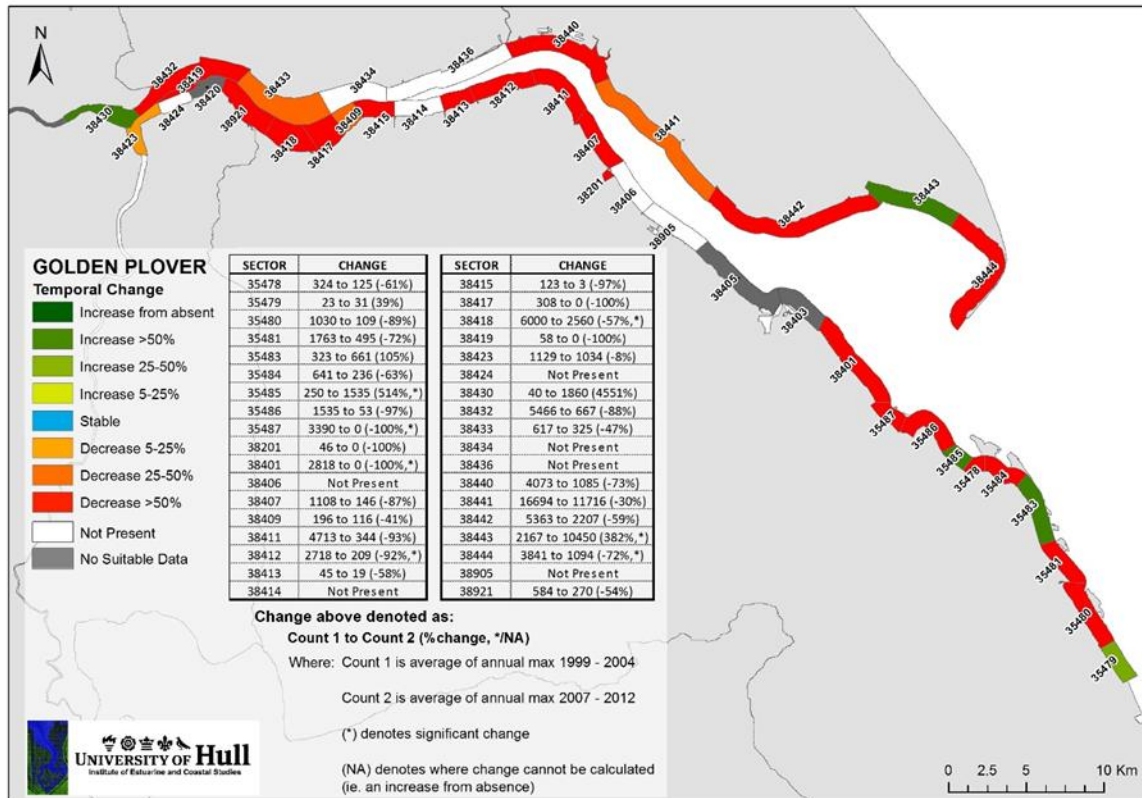 N
38430
38432
38419
38420
38424
38423
38921
38433
38418
38417
38409
38434
38415
38436
38414
38413
38412
38440
38411
38407
38201
38406
38905
38441
38442
38443
38444
38405
38403
38401
35487
35486
35485
35478
35484
35483
35481
35480
35479
GOLDEN PLOVER
Temporal Change
Increase from absent
Increase >50%
Increase 25-50%
Increase 5-25%
Stable
Decrease 5-25%
Decrease 25-50%
Decrease >50%
Not Present
No Suitable Data
SECTOR CHANGE
35478 324 to 125 (-61%)
35479 23 to 31 (39%)
35480 1030 to 109 (-89%)
35481 1763 to 495 (-72%)
35483 323 to 661 (105%)
35484 641 to 236 (-63%)
35485 250 to 1535 (514%,*)
35486 1535 to 53 (-97%)
35487 3390 to 0 (-100%,*)
38201 46 to 0 (-100%)
38401 2818 to 0 (-100%,*)
38406 Not Present
38407 1108 to 146 (-87%)
38409 196 to 116 (-41%)
38411 4713 to 344 (-93%)
38412 2718 to 209 (-92%,*)
38413 45 to 19 (-58%)
38414 Not Present
SECTOR CHANGE
38415 123 to 3 (-97%)
38417 308 to 0 (-100%)
38418 6000 to 2560 (-57%,*)
38419 58 to 0 (-100%)
38423 1129 to 1034 (-8%)
38424 Not Present
38430 40 to 1860 (4551%)
38432 5466 to 667 (-88%)
38433 617 to 325 (-47%)
38434 Not Present
38436 Not Present
38440 4073 to 1085 (-73%)
38441 16694 to 11716 (-30%)
38442 5363 to 2207 (-59%)
38443 2167 to 10450 (382%,*)
38444 3841 to 1094 (-72%,*)
38905 Not Present
38921 584 to 270 (-54%)
Change above denoted as:
Count 1 to Count 2 (%change, */NA)
Where: Count 1 is average of annual max 1999 - 2004
Count 2 is average of annual max 2007 - 2012
(*) denotes significant change
(NA) denotes where change cannot be calculated
(ie. an increase from absence)
UNIVERSITY OF Hull
Institute of Estuarine and Coastal Studies
0 2.5 5 10 Km